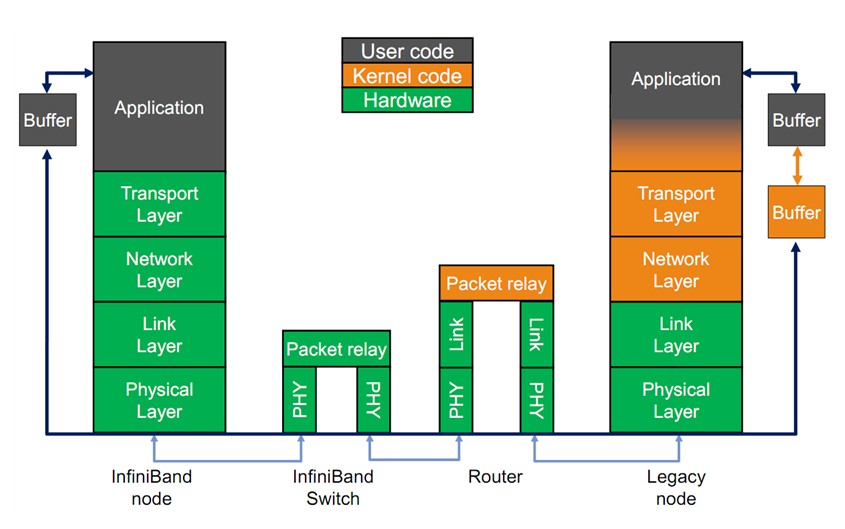 User code
Kernel code
Hardware
Buffer
Application
Transport
Layer
Network
Layer
Link
Layer
Physical
Layer
Packet relay
PHY
PHY
Packet relay
Link
Link
PHY
PHY
Application
Transport
Layer
Network
Layer
Link
Layer
Physical
Layer
Buffer
Buffer
InfiniBand
node
InfiniBand
Switch
Router
Legacy
node